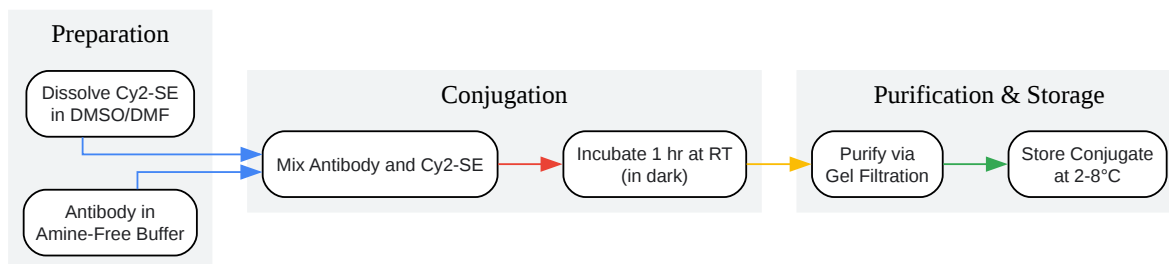 Preparation
Dissolve Cy2-SE
in DMSO/DMF
Antibody in
Amine-Free Buffer
Conjugation
Mix Antibody and Cy2-SE
Incubate 1 hr at RT
(in dark)
Purification & Storage
Purify via
Gel Filtration
Store Conjugate
at 2-8°C